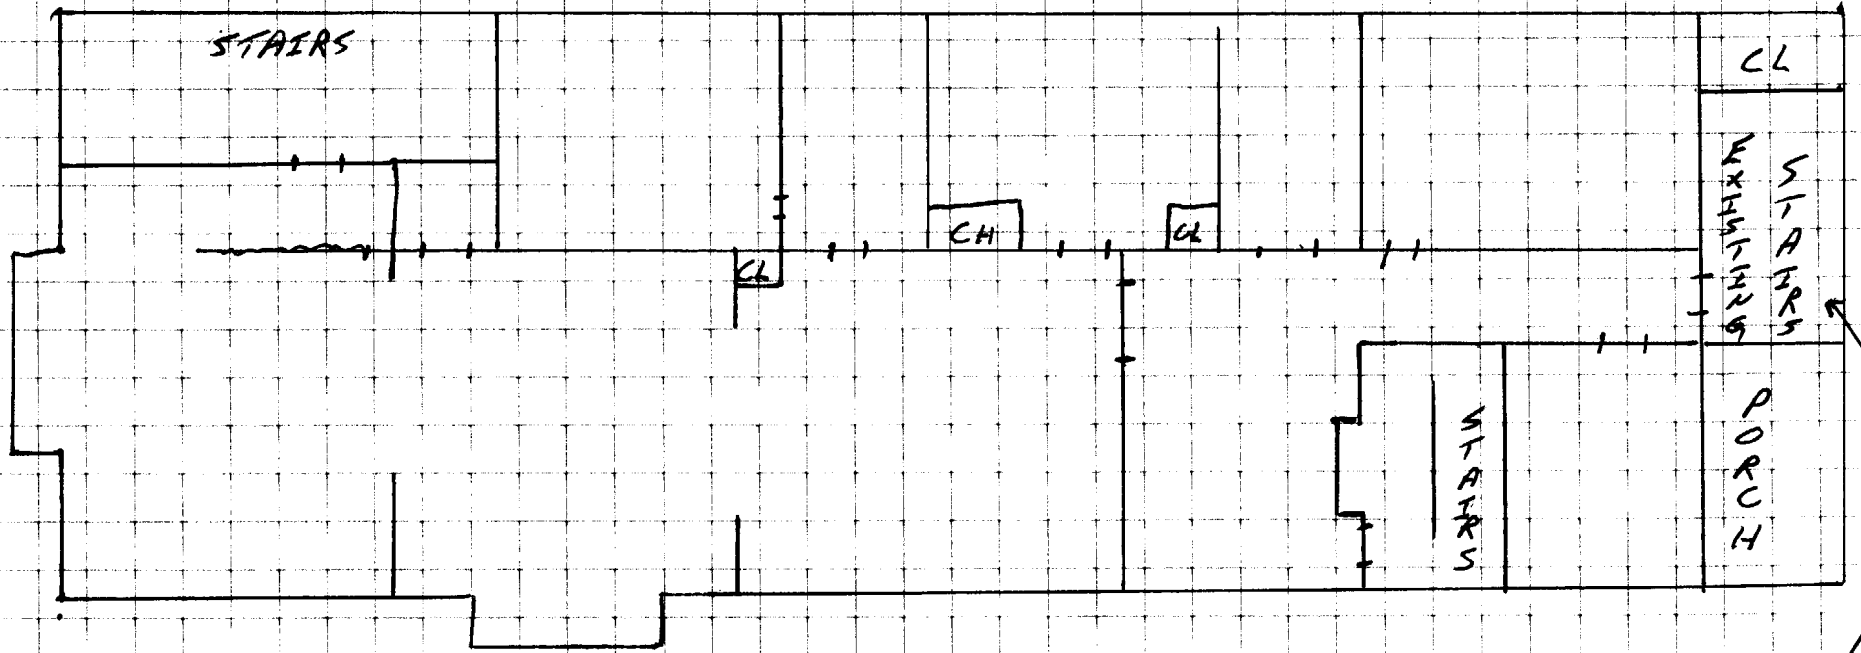 STAIRS
CL
EXISTING
STAIRS
CH
CL
CL
STAIRS
PORCH